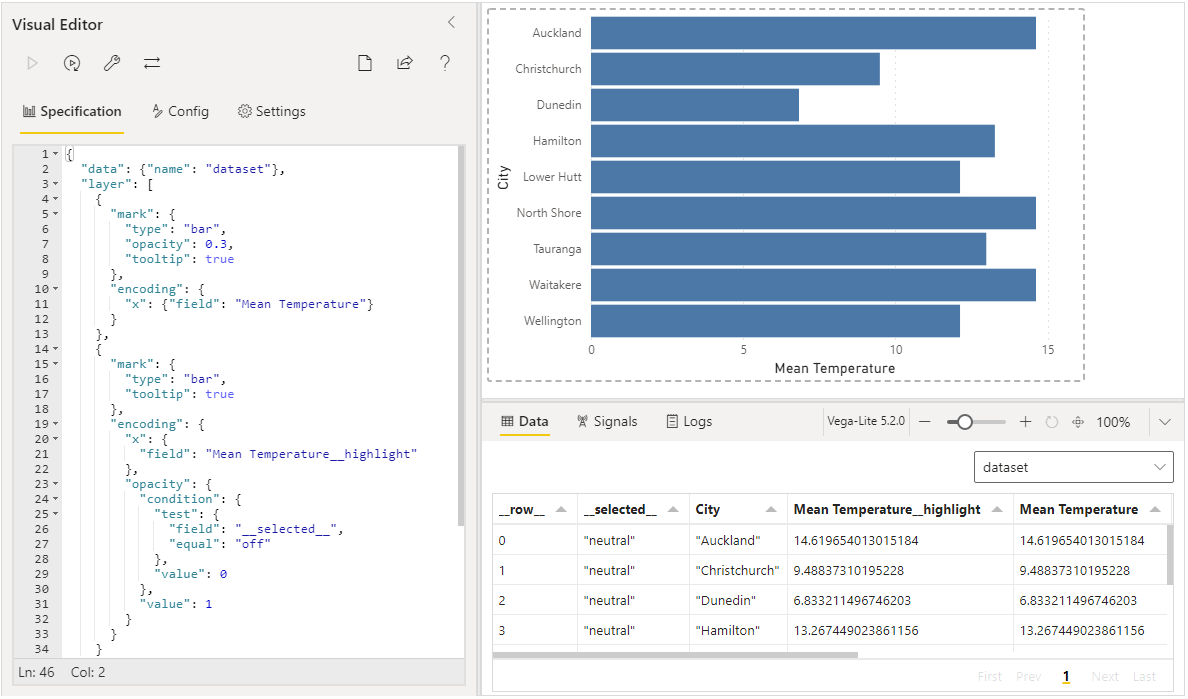 Visual Editor
Specification
Config
Settings
1 {
2 "data": {"name": "dataset"},
3 "layer": [
4 {
5 "mark": {
6 "type": "bar",
7 "opacity": 0.3,
8 "tooltip": true
9 },
10 "encoding": {
11 "x": {"field": "Mean Temperature"}
12 }
13 },
14 {
15 "mark": {
16 "type": "bar",
17 "tooltip": true
18 },
19 "encoding": {
20 "x": {
21 "field": "Mean Temperature__highlight"
22 },
23 "opacity": {
24 "condition": {
25 "test": {
26 "field": "__selected__",
27 "equal": "off"
28 },
29 "value": 0
30 },
31 "value": 1
32 }
33 }
34 }
Ln: 46 Col: 2
City
Auckland
Christchurch
Dunedin
Hamilton
Lower Hutt
North Shore
Tauranga
Waitakere
Wellington
0 5 10 15
Mean Temperature
Data Signals Logs Vega-Lite 5.2.0 100%
dataset
__row__ __selected__ City Mean Temperature__highlight Mean Temperature
0 "neutral" "Auckland" 14.619654013015184 14.619654013015184
1 "neutral" "Christchurch" 9.48837310195228 9.48837310195228
2 "neutral" "Dunedin" 6.833211496746203 6.833211496746203
3 "neutral" "Hamilton" 13.267449023861156 13.267449023861156
First Prev 1 Next Last